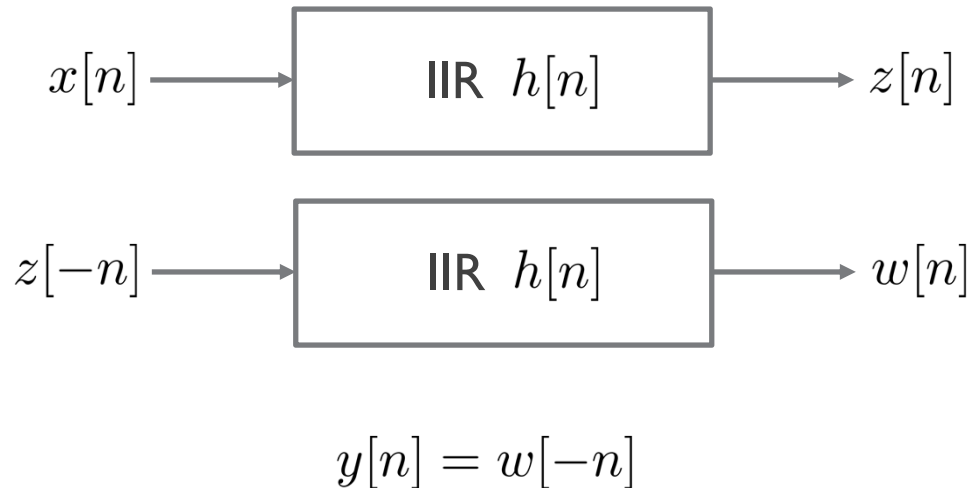 x[n] IIR h[n] z[n]
z[−n] IIR h[n] w[n]
y[n] = w[−n]